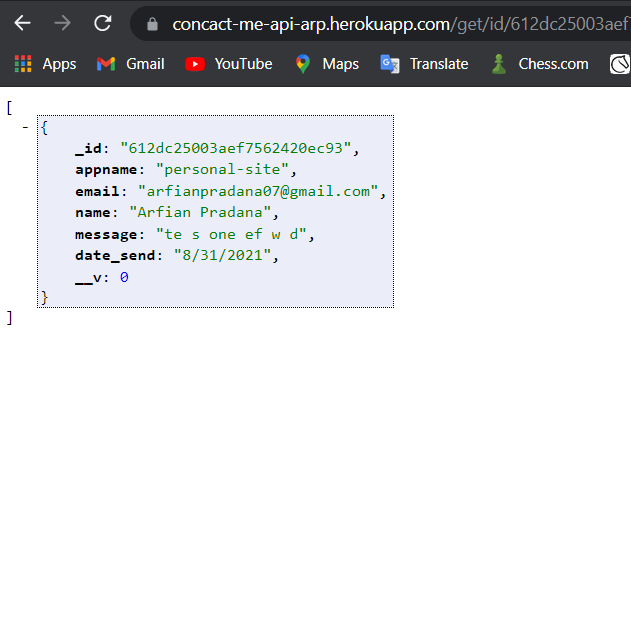 concact-me-api-arp.herokuapp.com/get/id/612dc25003aef
Apps Gmail YouTube Maps Translate Chess.com
[
- {
_id: "612dc25003aef7562420ec93",
appname: "personal-site",
email: "arfianpradana07@gmail.com",
name: "Arfian Pradana",
message: "te s one ef w d",
date_send: "8/31/2021",
__v: 0
}
]